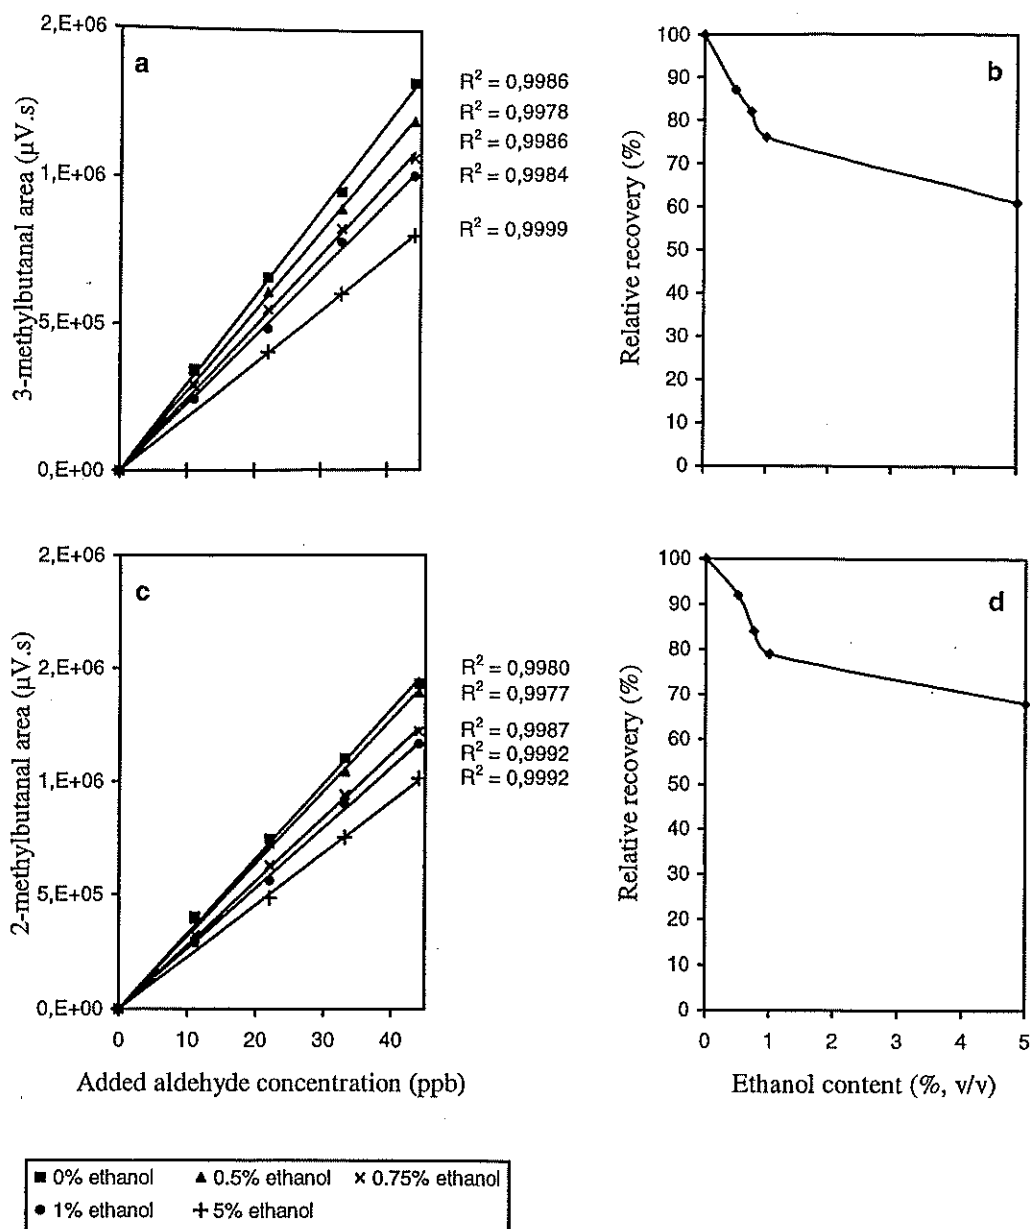 a
3-methylbutanal area (µV.s)
2,E+06
1,E+06
5,E+05
0,E+00
R² = 0,9986
R² = 0,9978
R² = 0,9986
R² = 0,9984
R² = 0,9999
b
Relative recovery (%)
100
90
80
70
60
50
40
30
20
10
0
c
2-methylbutanal area (µV.s)
2,E+06
2,E+06
1,E+06
5,E+05
0,E+00
0 10 20 30 40
Added aldehyde concentration (ppb)
R² = 0,9980
R² = 0,9977
R² = 0,9987
R² = 0,9992
R² = 0,9992
d
Relative recovery (%)
100
90
80
70
60
50
40
30
20
10
0
0 1 2 3 4 5
Ethanol content (%, v/v)
0% ethanol 0.5% ethanol 0.75% ethanol
1% ethanol 5% ethanol